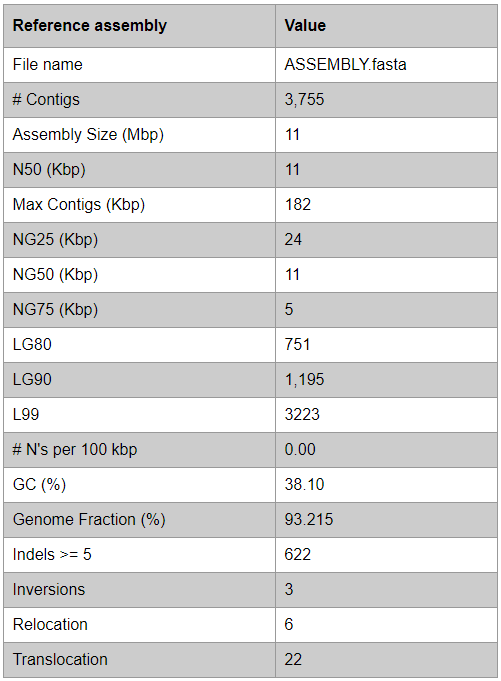 Reference assembly Value
File name ASSEMBLY.fasta
# Contigs 3,755
Assembly Size (Mbp) 11
N50 (Kbp) 11
Max Contigs (Kbp) 182
NG25 (Kbp) 24
NG50 (Kbp) 11
NG75 (Kbp) 5
LG80 751
LG90 1,195
L99 3223
# N's per 100 kbp 0.00
GC (%) 38.10
Genome Fraction (%) 93.215
Indels >= 5 622
Inversions 3
Relocation 6
Translocation 22